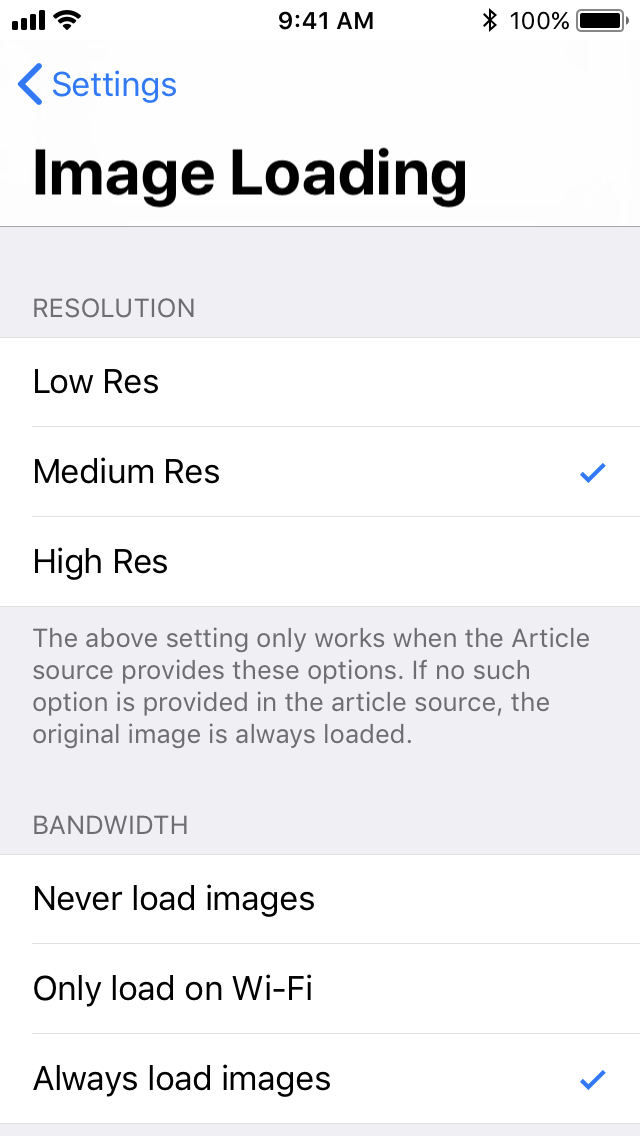 9:41 AM 100%
Settings
Image Loading
RESOLUTION
Low Res
Medium Res
High Res
The above setting only works when the Article
source provides these options. If no such
option is provided in the article source, the
original image is always loaded.
BANDWIDTH
Never load images
Only load on Wi-Fi
Always load images